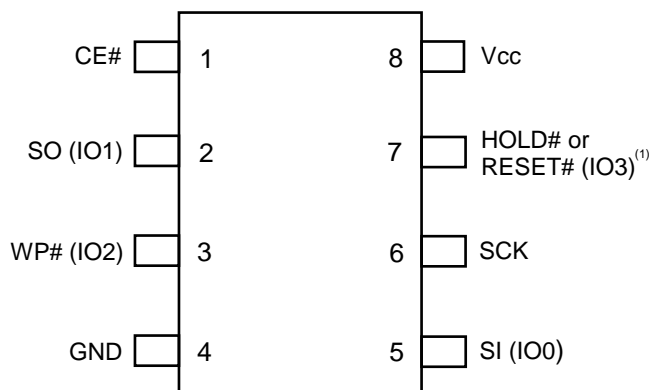 CE# 1 8 Vcc
SO (IO1) 2 7 HOLD# or
RESET# (IO3)(1)
WP# (IO2) 3 6 SCK
GND 4 5 SI (IO0)